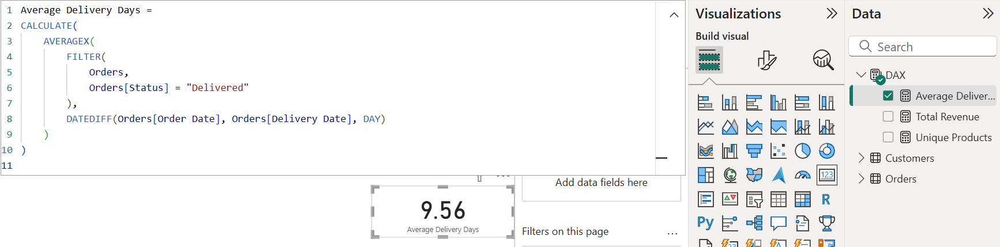 1 Average Delivery Days =
2 CALCULATE(
3 AVERAGEX(
4 FILTER(
5 Orders,
6 Orders[Status] = "Delivered"
7 ),
8 DATEDIFF(Orders[Order Date], Orders[Delivery Date], DAY)
9 )
10 )
11
9.56
Average Delivery Days
Add data fields here
Filters on this page
...
Visualizations
Build visual
123
R
Py
123
Data
Search
DAX
Average Deliver...
Total Revenue
Unique Products
Customers
Orders